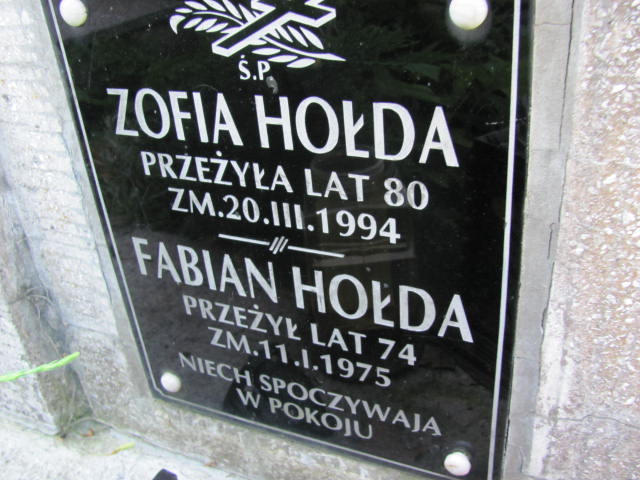 Ś.P.
ZOFIA HOŁDA
PRZEŻYŁA LAT 80
ZM.20.III.1994
FABIAN HOŁDA
PRZEŻYŁ LAT 74
ZM.11.I.1975
NIECH SPOCZYWAJĄ
W POKOJU